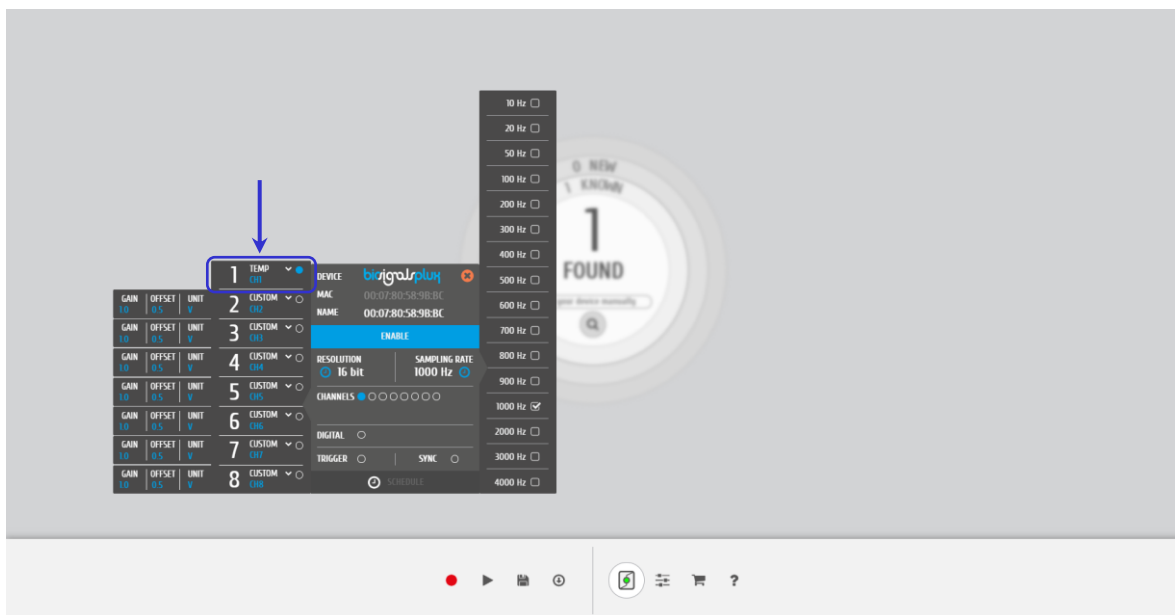 10 Hz
20 Hz
50 Hz
100 Hz
200 Hz
300 Hz
400 Hz
500 Hz
600 Hz
700 Hz
800 Hz
900 Hz
1000 Hz
2000 Hz
3000 Hz
4000 Hz
0 NEW
1 KNOWN
1
FOUND
your device manually
1 TEMP
CH1
GAIN OFFSET UNIT 2 CUSTOM
1.0 0.5 V CH2
GAIN OFFSET UNIT 3 CUSTOM
1.0 0.5 V CH3
GAIN OFFSET UNIT 4 CUSTOM
1.0 0.5 V CH4
GAIN OFFSET UNIT 5 CUSTOM
1.0 0.5 V CH5
GAIN OFFSET UNIT 6 CUSTOM
1.0 0.5 V CH6
GAIN OFFSET UNIT 7 CUSTOM
1.0 0.5 V CH7
GAIN OFFSET UNIT 8 CUSTOM
1.0 0.5 V CH8
DEVICE biosignalsplux
MAC 00:07:80:58:9B:BC
NAME 00:07:80:58:9B:BC
ENABLE
RESOLUTION SAMPLING RATE
16 bit 1000 Hz
CHANNELS
DIGITAL
TRIGGER SYNC
SCHEDULE
?